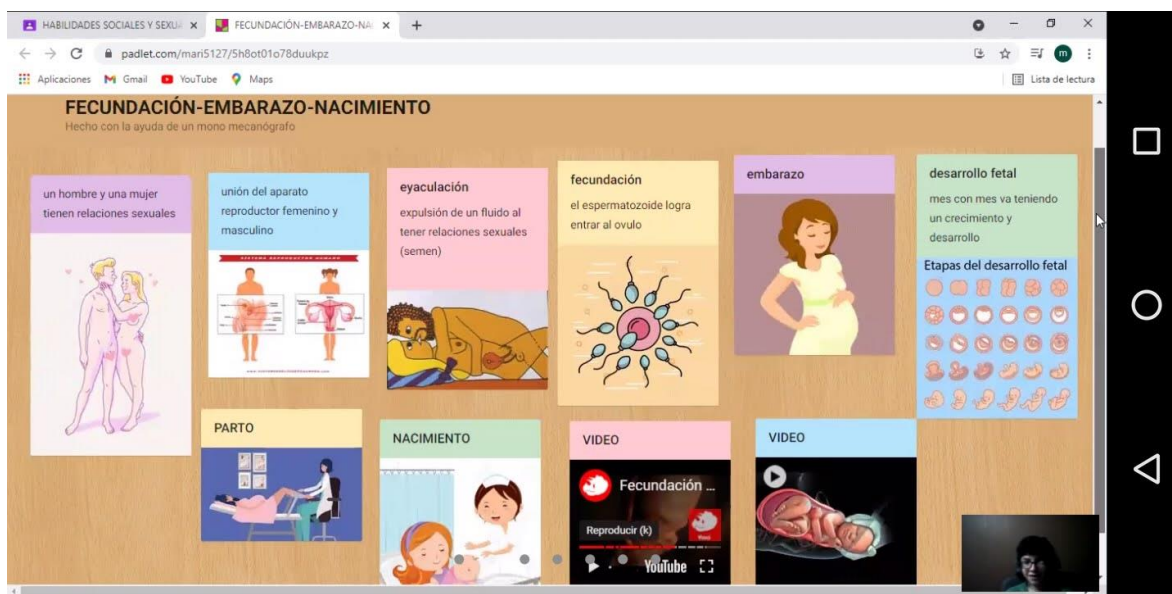 HABILIDADES SOCIALES Y SEXU
FECUNDACIÓN-EMBARAZO-NA
padlet.com/mari5127/5h8ot01o78duukpz
m
Aplicaciones
Gmail
YouTube
Maps
Lista de lectura
FECUNDACIÓN-EMBARAZO-NACIMIENTO
Hecho con la ayuda de un mono mecanógrafo
un hombre y una mujer
tienen relaciones sexuales
unión del aparato
reproductor femenino y
masculino
SISTEMA REPRODUCTOR HUMANO
eyaculación
expulsión de un fluido al
tener relaciones sexuales
(semen)
fecundación
el espermatozoide logra
entrar al ovulo
embarazo
desarrollo fetal
mes con mes va teniendo
un crecimiento y
desarrollo
Etapas del desarrollo fetal
PARTO
NACIMIENTO
VIDEO
Fecundación ...
Reproducir (k)
YouTube
VIDEO